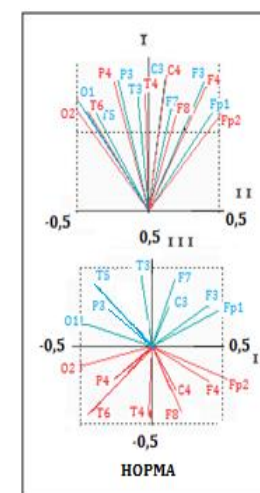 I
P4 P3 C3 C4 F3
T3 T4 F4
O1 T6 F7 F8 Fp1
O2 T5 Fp2
II
-0,5 0,5
0,5 III
T5 T3 F7
P3 C3 F3
O1 Fp1
-0,5 0,5 I
O2 Fp2
P4 C4 F4
T6 T4 F8
-0,5
НОРМА